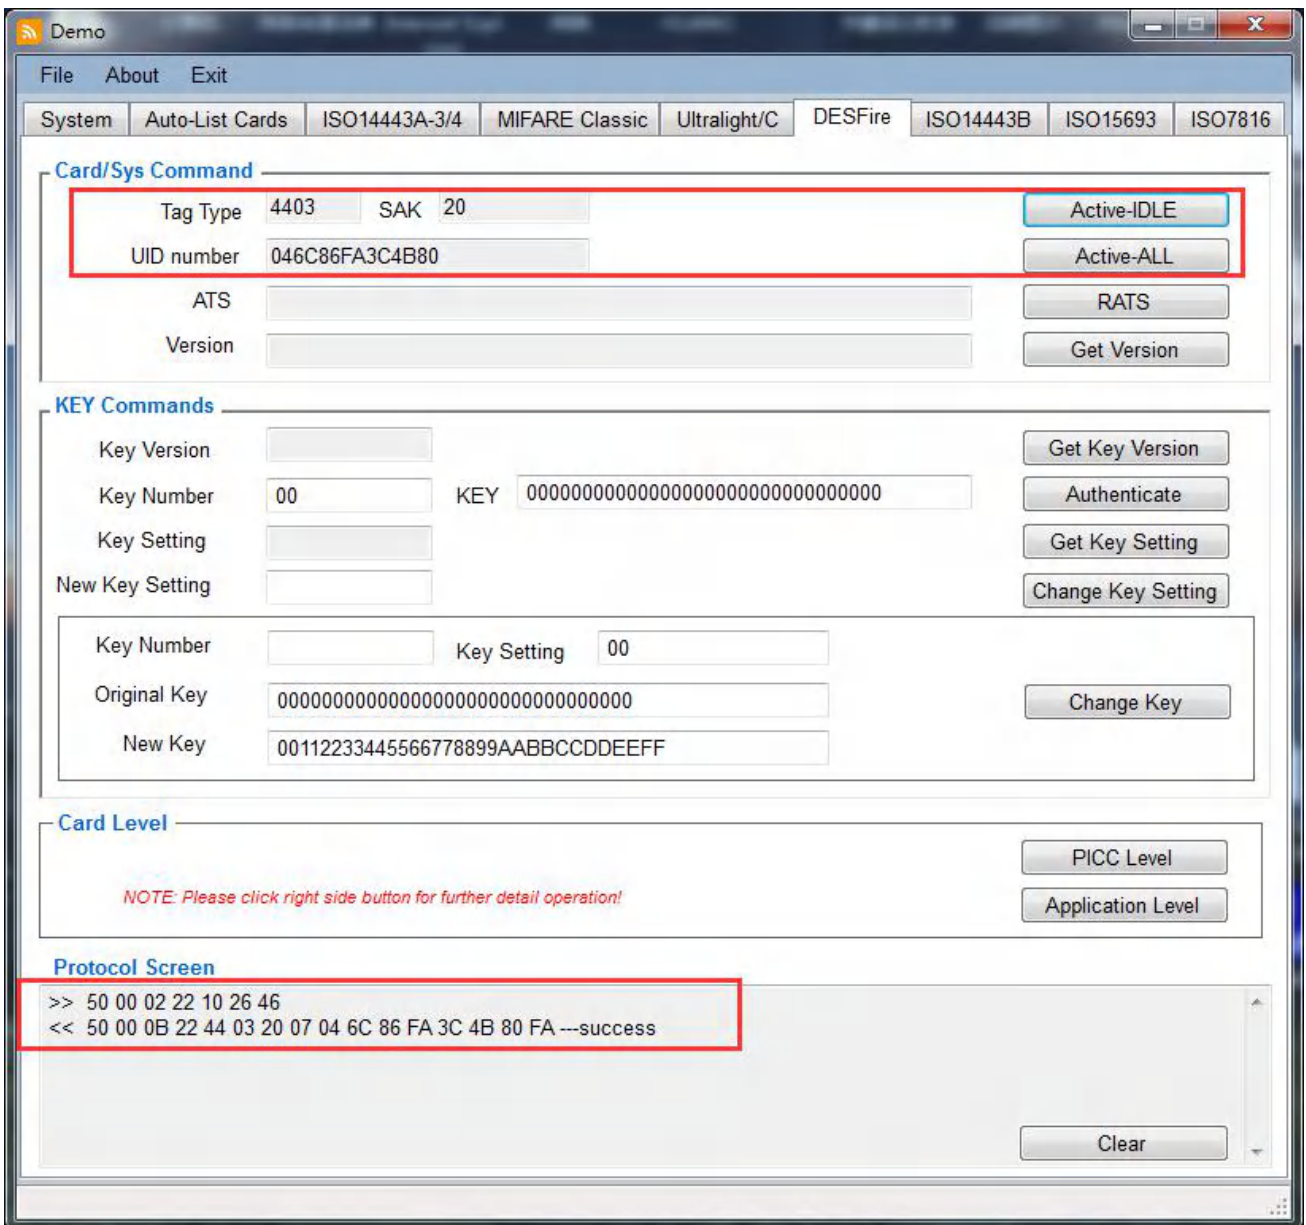 Demo
File About Exit
System Auto-List Cards ISO14443A-3/4 MIFARE Classic Ultralight/C DESFire ISO14443B ISO15693 ISO7816
Card/Sys Command
Tag Type 4403 SAK 20 Active-IDLE
UID number 046C86FA3C4B80 Active-ALL
ATS RATS
Version Get Version
KEY Commands
Key Version Get Key Version
Key Number 00 KEY 00000000000000000000000000000000 Authenticate
Key Setting Get Key Setting
New Key Setting Change Key Setting
Key Number Key Setting 00
Original Key 00000000000000000000000000000000 Change Key
New Key 00112233445566778899AABBCCDDEEFF
Card Level
PICC Level
NOTE: Please click right side button for further detail operation!
Application Level
Protocol Screen
>> 50 00 02 22 10 26 46
<< 50 00 0B 22 44 03 20 07 04 6C 86 FA 3C 4B 80 FA ---success
Clear